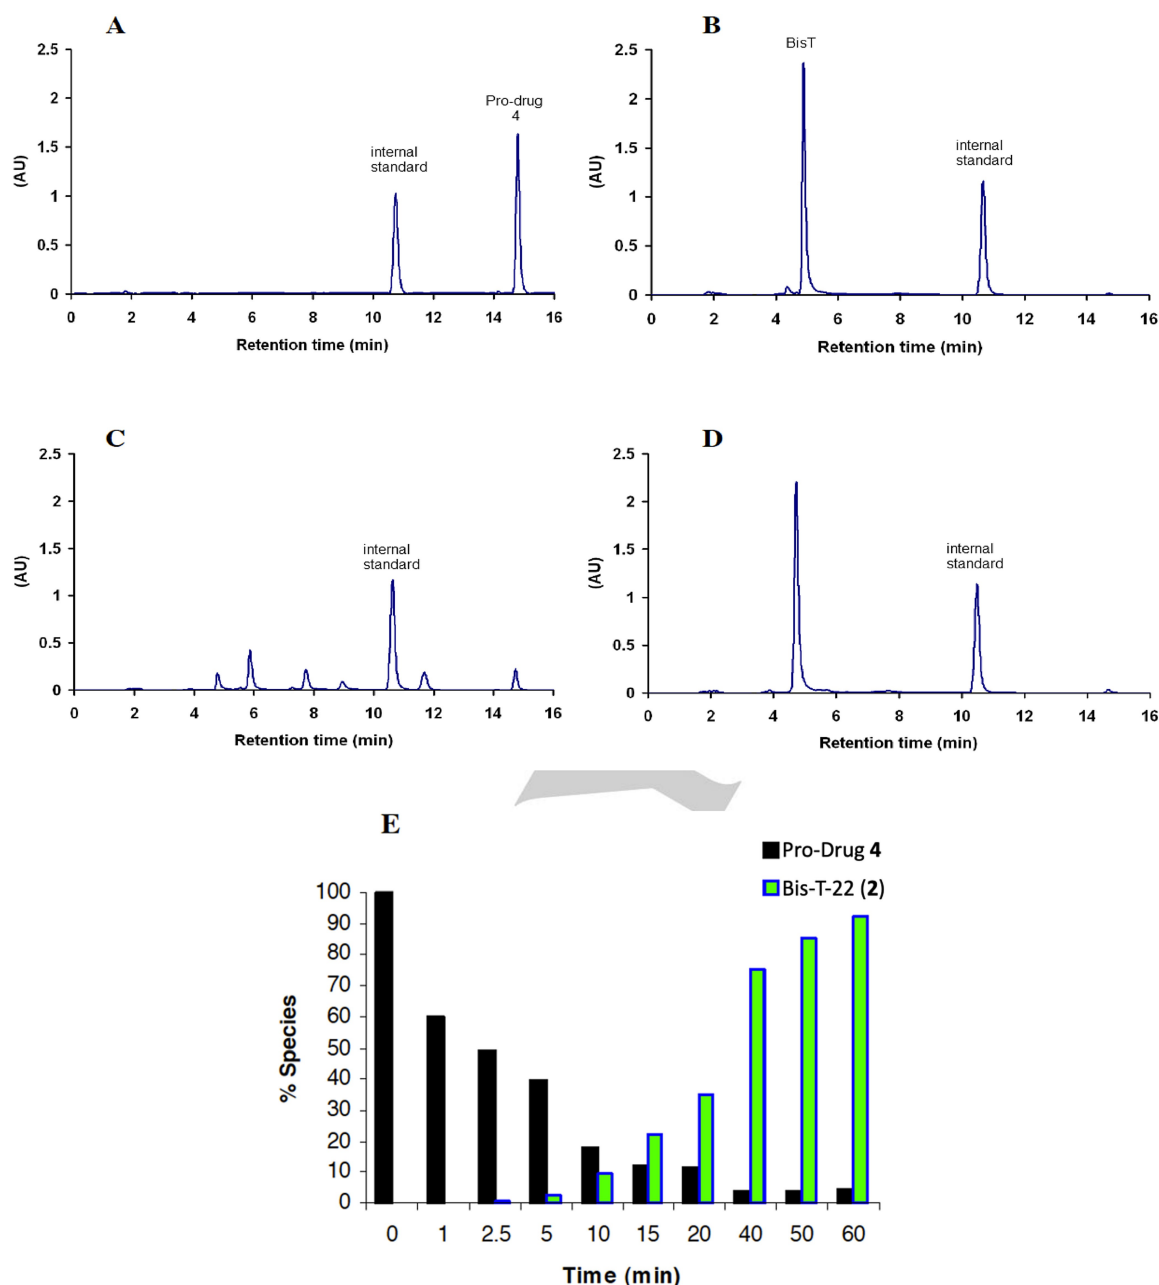 A
2.5
2
1.5
1
0.5
0
(AU)
Pro-drug
4
internal
standard
0 2 4 6 8 10 12 14 16
Retention time (min)
B
BisT
2.5
2
1.5
1
0.5
0
(AU)
internal
standard
0 2 4 6 8 10 12 14 16
Retention time (min)
C
2.5
2
1.5
1
0.5
0
(AU)
internal
standard
0 2 4 6 8 10 12 14 16
Retention time (min)
D
2.5
2
1.5
1
0.5
0
(AU)
internal
standard
0 2 4 6 8 10 12 14 16
Retention time (min)
E
Pro-Drug 4
Bis-T-22 (2)
100
90
80
70
60
50
40
30
20
10
0
% Species
0 1 2.5 5 10 15 20 40 50 60
Time (min)